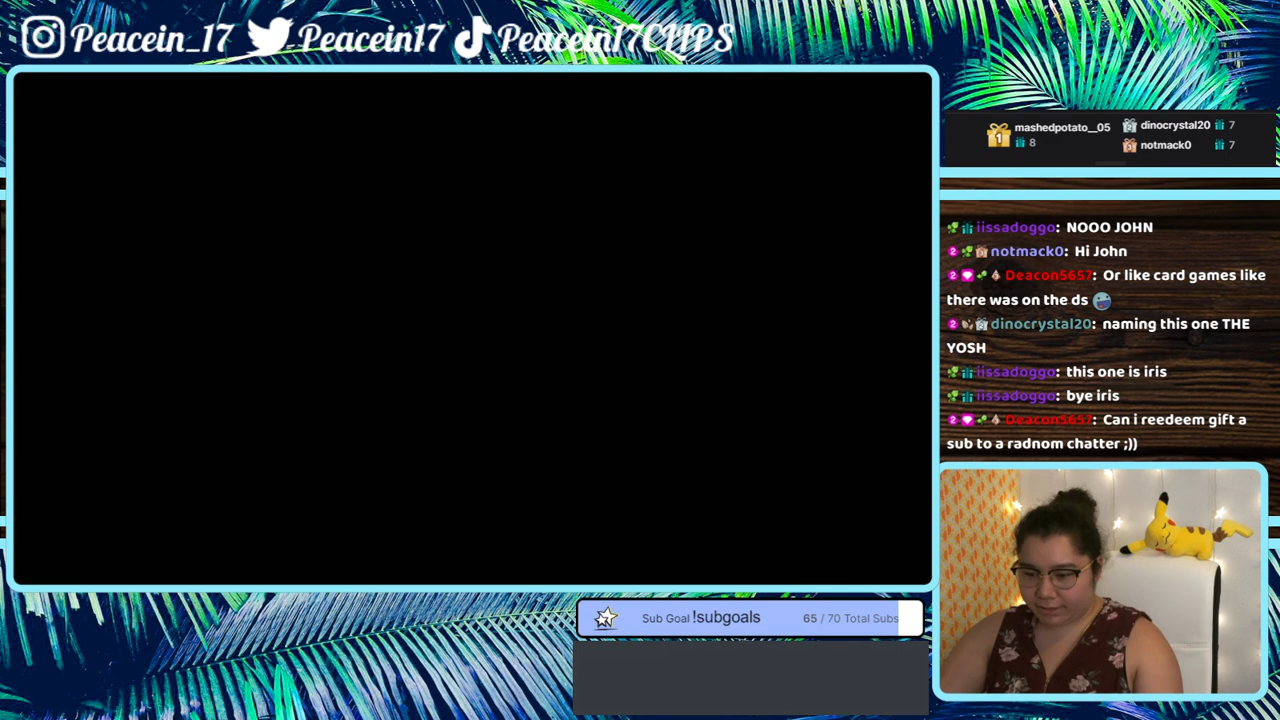 Peacein_17 Peacein17 Peacein17ClIPS
mashedpotato__05
8
dinocrystal20 7
notmack0 7
iissadoggo: NOOO JOHN
notmack0: Hi John
Deacon5657: Or like card games like
there was on the ds
dinocrystal20: naming this one THE
YOSH
iissadoggo: this one is iris
iissadoggo: bye iris
Deacon5657: Can i reedeem gift a
sub to a radnom chatter ;))
Sub Goal !subgoals 65 / 70 Total Subs